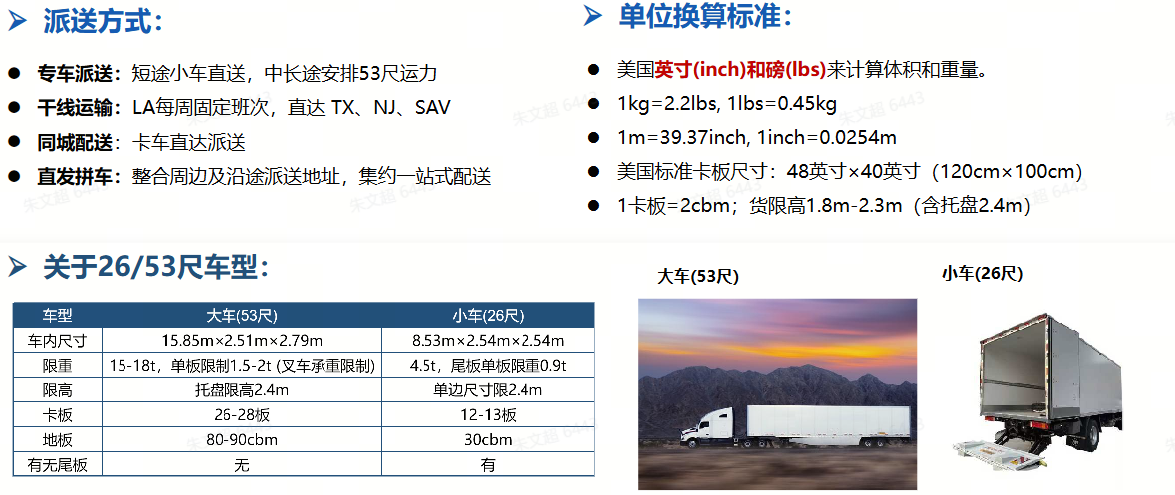 派送方式：
专车派送：短途小车直送，中长途安排53尺运力
干线运输：LA每周固定班次，直达 TX、NJ、SAV
同城配送：卡车直达派送
直发拼车：整合周边及沿途派送地址，集约一站式配送
单位换算标准：
美国英寸(inch)和磅(lbs)来计算体积和重量。
1kg=2.2lbs, 1lbs=0.45kg
1m=39.37inch, 1inch=0.0254m
美国标准卡板尺寸：48英寸×40英寸（120cm×100cm）
1卡板=2cbm；货限高1.8m-2.3m（含托盘2.4m）
关于26/53尺车型：
车型 大车(53尺) 小车(26尺)
车内尺寸 15.85m×2.51m×2.79m 8.53m×2.54m×2.54m
限重 15-18t，单板限制1.5-2t (叉车承重限制) 4.5t，尾板单板限重0.9t
限高 托盘限高2.4m 单边尺寸限2.4m
卡板 26-28板 12-13板
地板 80-90cbm 30cbm
有无尾板 无 有
大车(53尺)
小车(26尺)
朱文超 6443